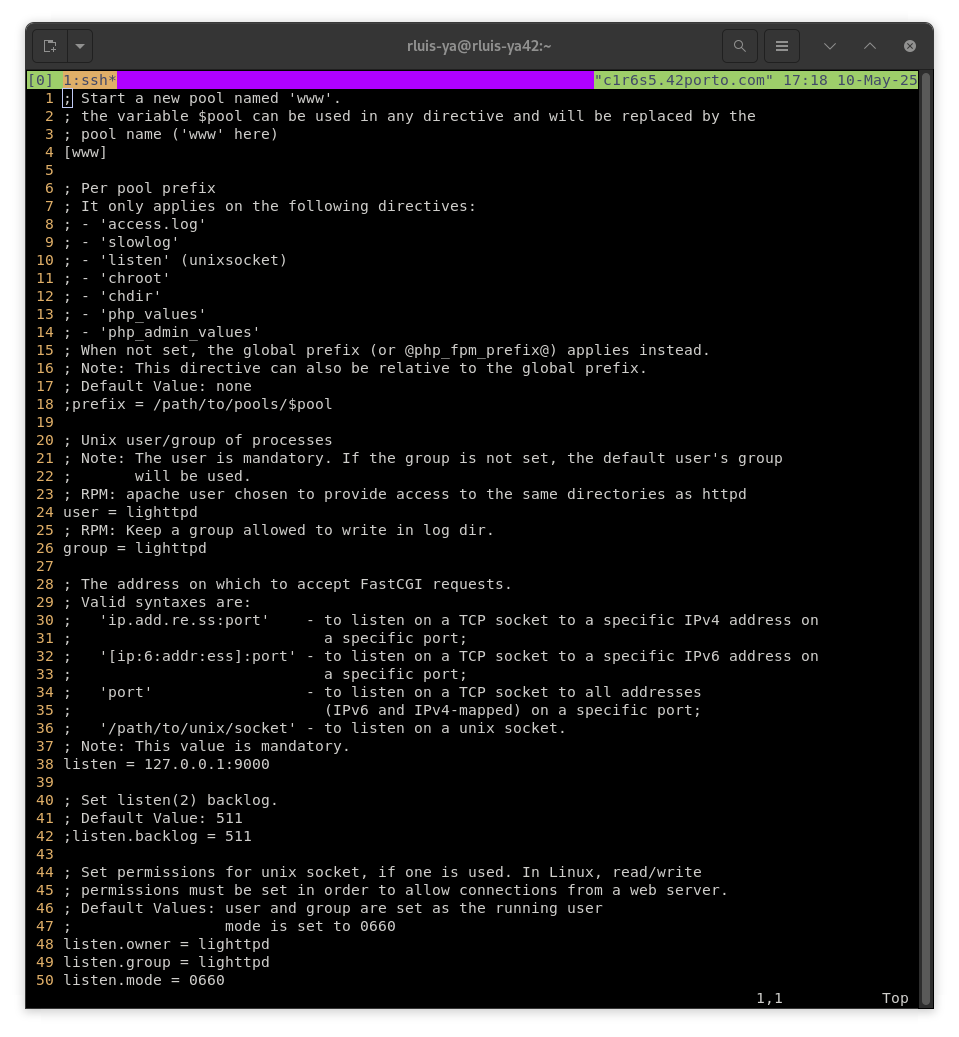 rluis-ya@rluis-ya42:~
[0] 1:ssh* "c1r6s5.42porto.com" 17:18 10-May-25
1 ; Start a new pool named 'www'.
2 ; the variable $pool can be used in any directive and will be replaced by the
3 ; pool name ('www' here)
4 [www]
5
6 ; Per pool prefix
7 ; It only applies on the following directives:
8 ; - 'access.log'
9 ; - 'slowlog'
10 ; - 'listen' (unixsocket)
11 ; - 'chroot'
12 ; - 'chdir'
13 ; - 'php_values'
14 ; - 'php_admin_values'
15 ; When not set, the global prefix (or @php_fpm_prefix@) applies instead.
16 ; Note: This directive can also be relative to the global prefix.
17 ; Default Value: none
18 ;prefix = /path/to/pools/$pool
19
20 ; Unix user/group of processes
21 ; Note: The user is mandatory. If the group is not set, the default user's group
22 ;       will be used.
23 ; RPM: apache user chosen to provide access to the same directories as httpd
24 user = lighttpd
25 ; RPM: Keep a group allowed to write in log dir.
26 group = lighttpd
27
28 ; The address on which to accept FastCGI requests.
29 ; Valid syntaxes are:
30 ;   'ip.add.re.ss:port'    - to listen on a TCP socket to a specific IPv4 address on
31 ;                            a specific port;
32 ;   '[ip:6:addr:ess]:port' - to listen on a TCP socket to a specific IPv6 address on
33 ;                            a specific port;
34 ;   'port'                 - to listen on a TCP socket to all addresses
35 ;                            (IPv6 and IPv4-mapped) on a specific port;
36 ;   '/path/to/unix/socket' - to listen on a unix socket.
37 ; Note: This value is mandatory.
38 listen = 127.0.0.1:9000
39
40 ; Set listen(2) backlog.
41 ; Default Value: 511
42 ;listen.backlog = 511
43
44 ; Set permissions for unix socket, if one is used. In Linux, read/write
45 ; permissions must be set in order to allow connections from a web server.
46 ; Default Values: user and group are set as the running user
47 ;                 mode is set to 0660
48 listen.owner = lighttpd
49 listen.group = lighttpd
50 listen.mode = 0660
1,1 Top